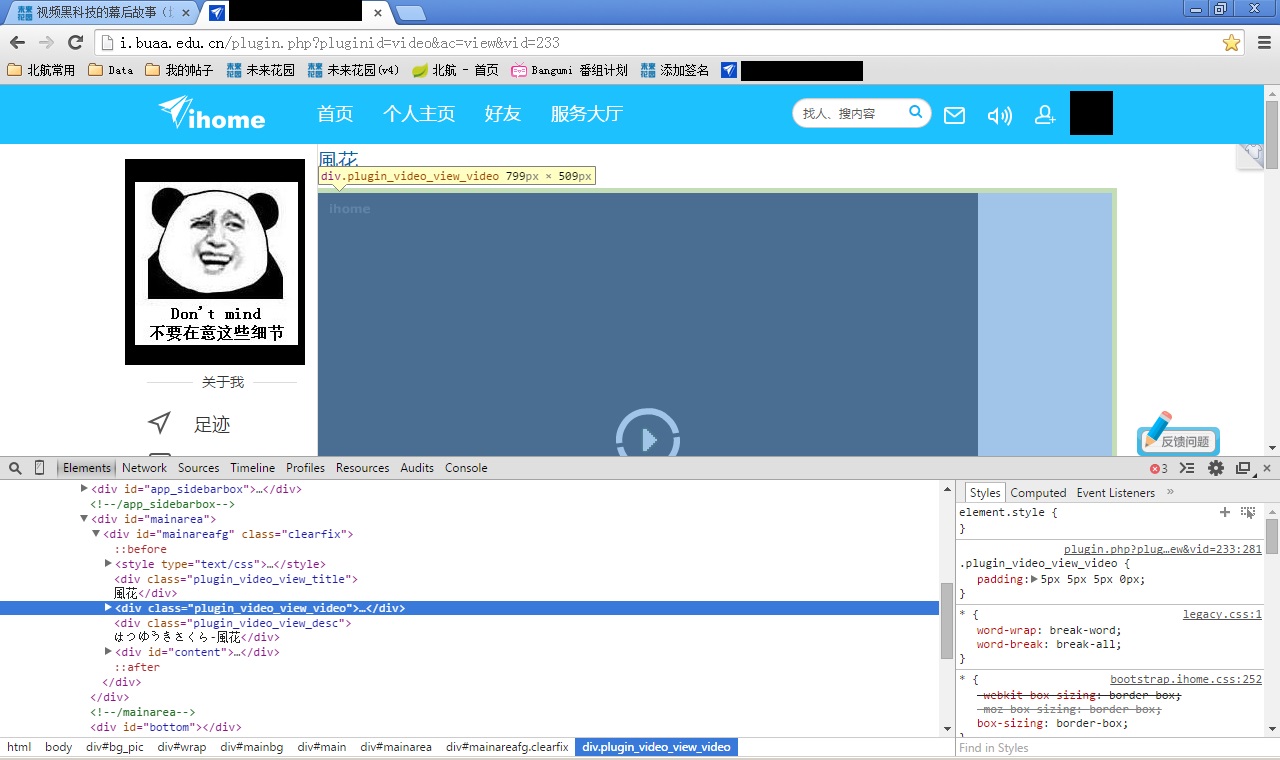 视频黑科技的幕后故事
i.buaa.edu.cn/plugin.php?pluginid=video&ac=view&vid=233
北航常用 Data 我的帖子 未来花园 未来花园(v4) 北航 - 首页 Bangumi 番组计划 添加签名
ihome 首页 个人主页 好友 服务大厅 找人、搜内容
風花
div.plugin_video_view_video 799px × 509px
ihome
Don't mind
不要在意这些细节
关于我
足迹
反馈问题
Elements Network Sources Timeline Profiles Resources Audits Console 3
<div id="app_sidebarbox">…</div>
<!--/app_sidebarbox-->
<div id="mainarea">
<div id="mainareafg" class="clearfix">
::before
<style type="text/css">…</style>
<div class="plugin_video_view_title">
風花</div>
<div class="plugin_video_view_video">…</div>
<div class="plugin_video_view_desc">
はつゆうきさくら-風花</div>
<div id="content">…</div>
::after
</div>
</div>
<!--/mainarea-->
<div id="bottom"></div>
html body div#bg_pic div#wrap div#mainbg div#main div#mainarea div#mainareafg.clearfix div.plugin_video_view_video
Styles Computed Event Listeners »
element.style {
}
plugin.php?plug…ew&vid=233:281
.plugin_video_view_video {
padding:5px 5px 5px 0px;
}
* { legacy.css:1
word-wrap: break-word;
word-break: break-all;
}
* { bootstrap.ihome.css:252
-webkit-box-sizing: border-box;
-moz-box-sizing: border-box;
box-sizing: border-box;
Find in Styles